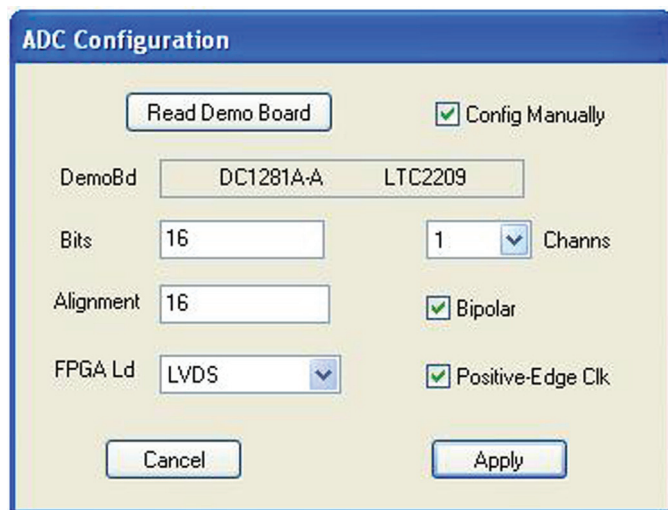 ADC Configuration
Read Demo Board
Config Manually
DemoBd DC1281A-A LTC2209
Bits 16 1 Channs
Alignment 16 Bipolar
FPGA Ld LVDS Positive-Edge Clk
Cancel Apply